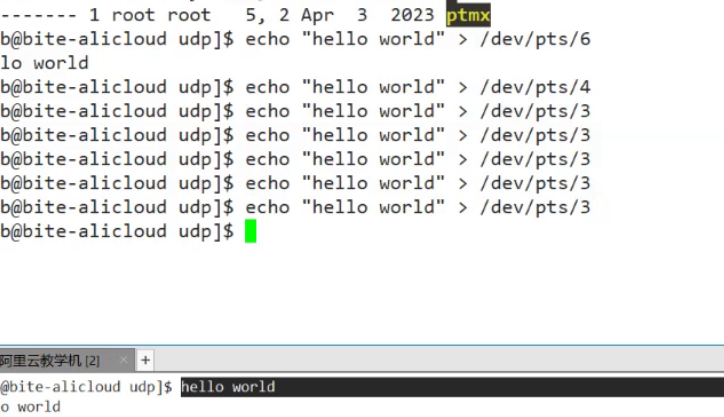 ------- 1 root root 5, 2 Apr 3 2023 ptmx
b@bite-alicloud udp]$ echo "hello world" > /dev/pts/6
lo world
b@bite-alicloud udp]$ echo "hello world" > /dev/pts/4
b@bite-alicloud udp]$ echo "hello world" > /dev/pts/3
b@bite-alicloud udp]$ echo "hello world" > /dev/pts/3
b@bite-alicloud udp]$ echo "hello world" > /dev/pts/3
b@bite-alicloud udp]$ echo "hello world" > /dev/pts/3
b@bite-alicloud udp]$ echo "hello world" > /dev/pts/3
b@bite-alicloud udp]$
阿里云教学机 [2] × +
@bite-alicloud udp]$ hello world
o world